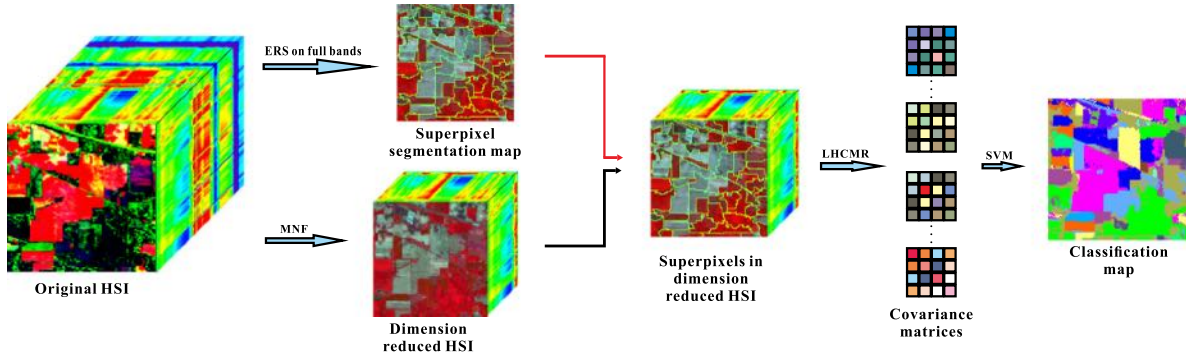 ERS on full bands
Superpixel
segmentation map
Original HSI
MNF
Dimension
reduced HSI
Superpixels in
dimension
reduced HSI
LHCMR
Covariance
matrices
SVM
Classification
map